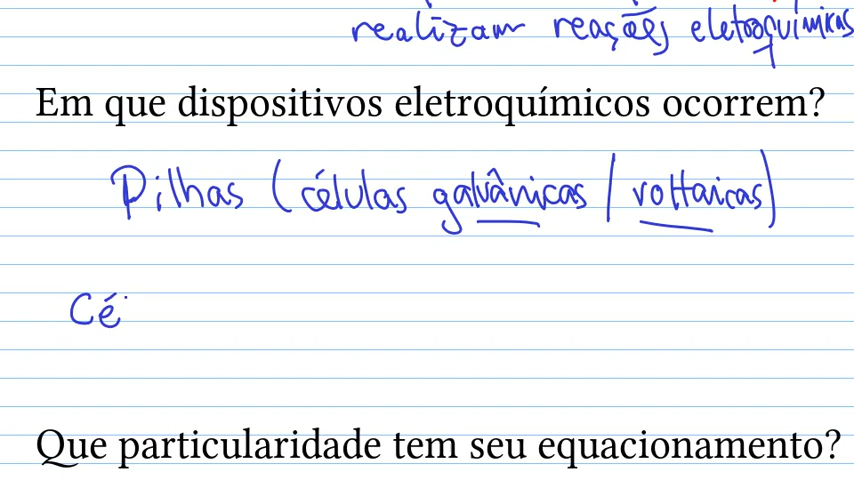 realizam reações eletroquímicas
Em que dispositivos eletroquímicos ocorrem?
Pilhas (células galvânicas / voltaicas)
Cé
Que particularidade tem seu equacionamento?